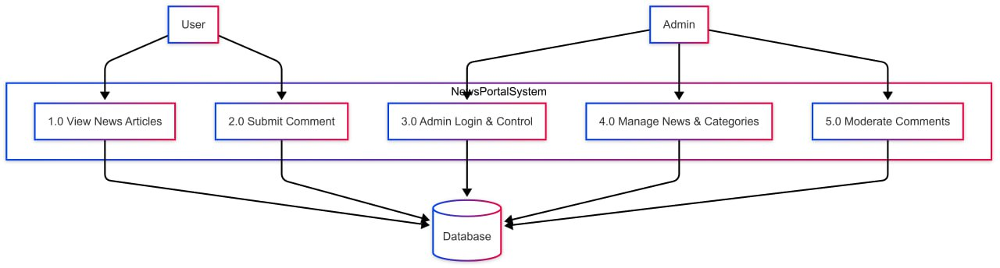 User
Admin
NewsPortalSystem
1.0 View News Articles
2.0 Submit Comment
3.0 Admin Login & Control
4.0 Manage News & Categories
5.0 Moderate Comments
Database